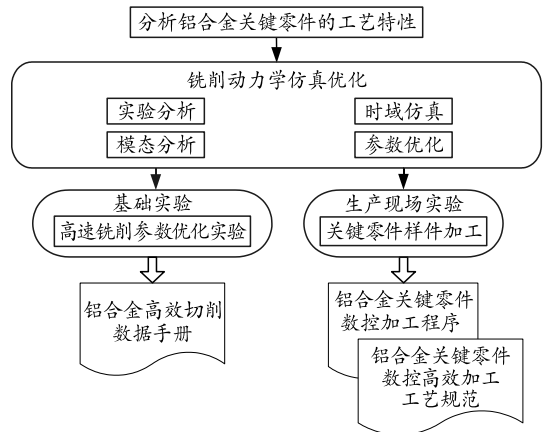 分析铝合金关键零件的工艺特性
铣削动力学仿真优化
实验分析
时域仿真
模态分析
参数优化
基础实验
高速铣削参数优化实验
生产现场实验
关键零件样件加工
铝合金高效切削
数据手册
铝合金关键零件
数控加工程序
铝合金关键零件
数控高效加工
工艺规范